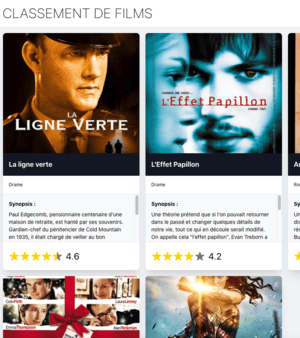 CLASSEMENT DE FILMS
LA
LIGNE VERTE
La ligne verte
Drame
Synopsis :
Paul Edgecomb, pensionnaire centenaire d'une
maison de retraite, est hanté par ses souvenirs.
Gardien-chef du pénitencier de Cold Mountain
en 1935, il était chargé de veiller au bon
4.6
L'Effet Papillon
L'Effet Papillon
Drame
Synopsis :
Une théorie prétend que si l'on pouvait retourner
dans le passé et changer quelques détails de
notre vie, tout ce qui en découle serait modifié.
On appelle cela "l'effet papillon". Evan Treborn a
4.2
Colin Firth
Laura Linney
Emma Thompson
Alan Rickman